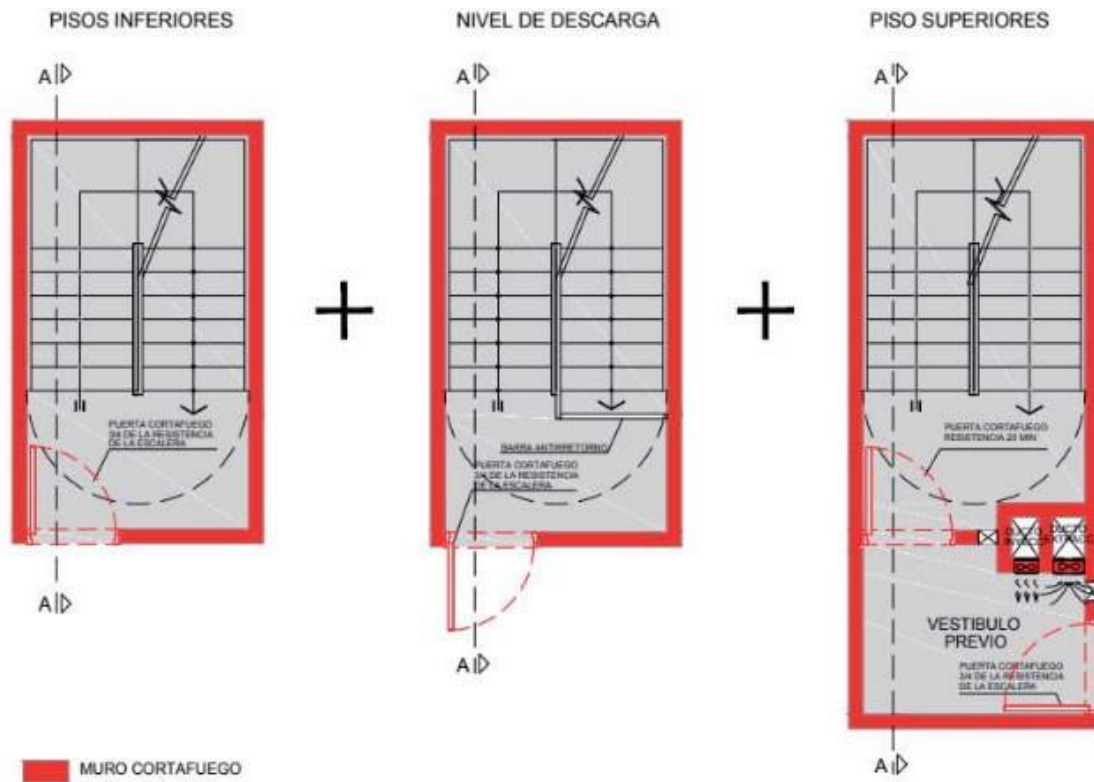 PISOS INFERIORES
NIVEL DE DESCARGA
PISO SUPERIORES
A
A
A
PUERTA CORTAFUEGO
3/4 DE LA RESISTENCIA
DE LA ESCALERA
BARRA ANTIRRETORNO
PUERTA CORTAFUEGO
3/4 DE LA RESISTENCIA
DE LA ESCALERA
PUERTA CORTAFUEGO
RESISTENCIA 20 MIN
DUCTO
DUCTO
VESTIBULO
PREVIO
PUERTA CORTAFUEGO
3/4 DE LA RESISTENCIA
DE LA ESCALERA
A
A
A
MURO CORTAFUEGO